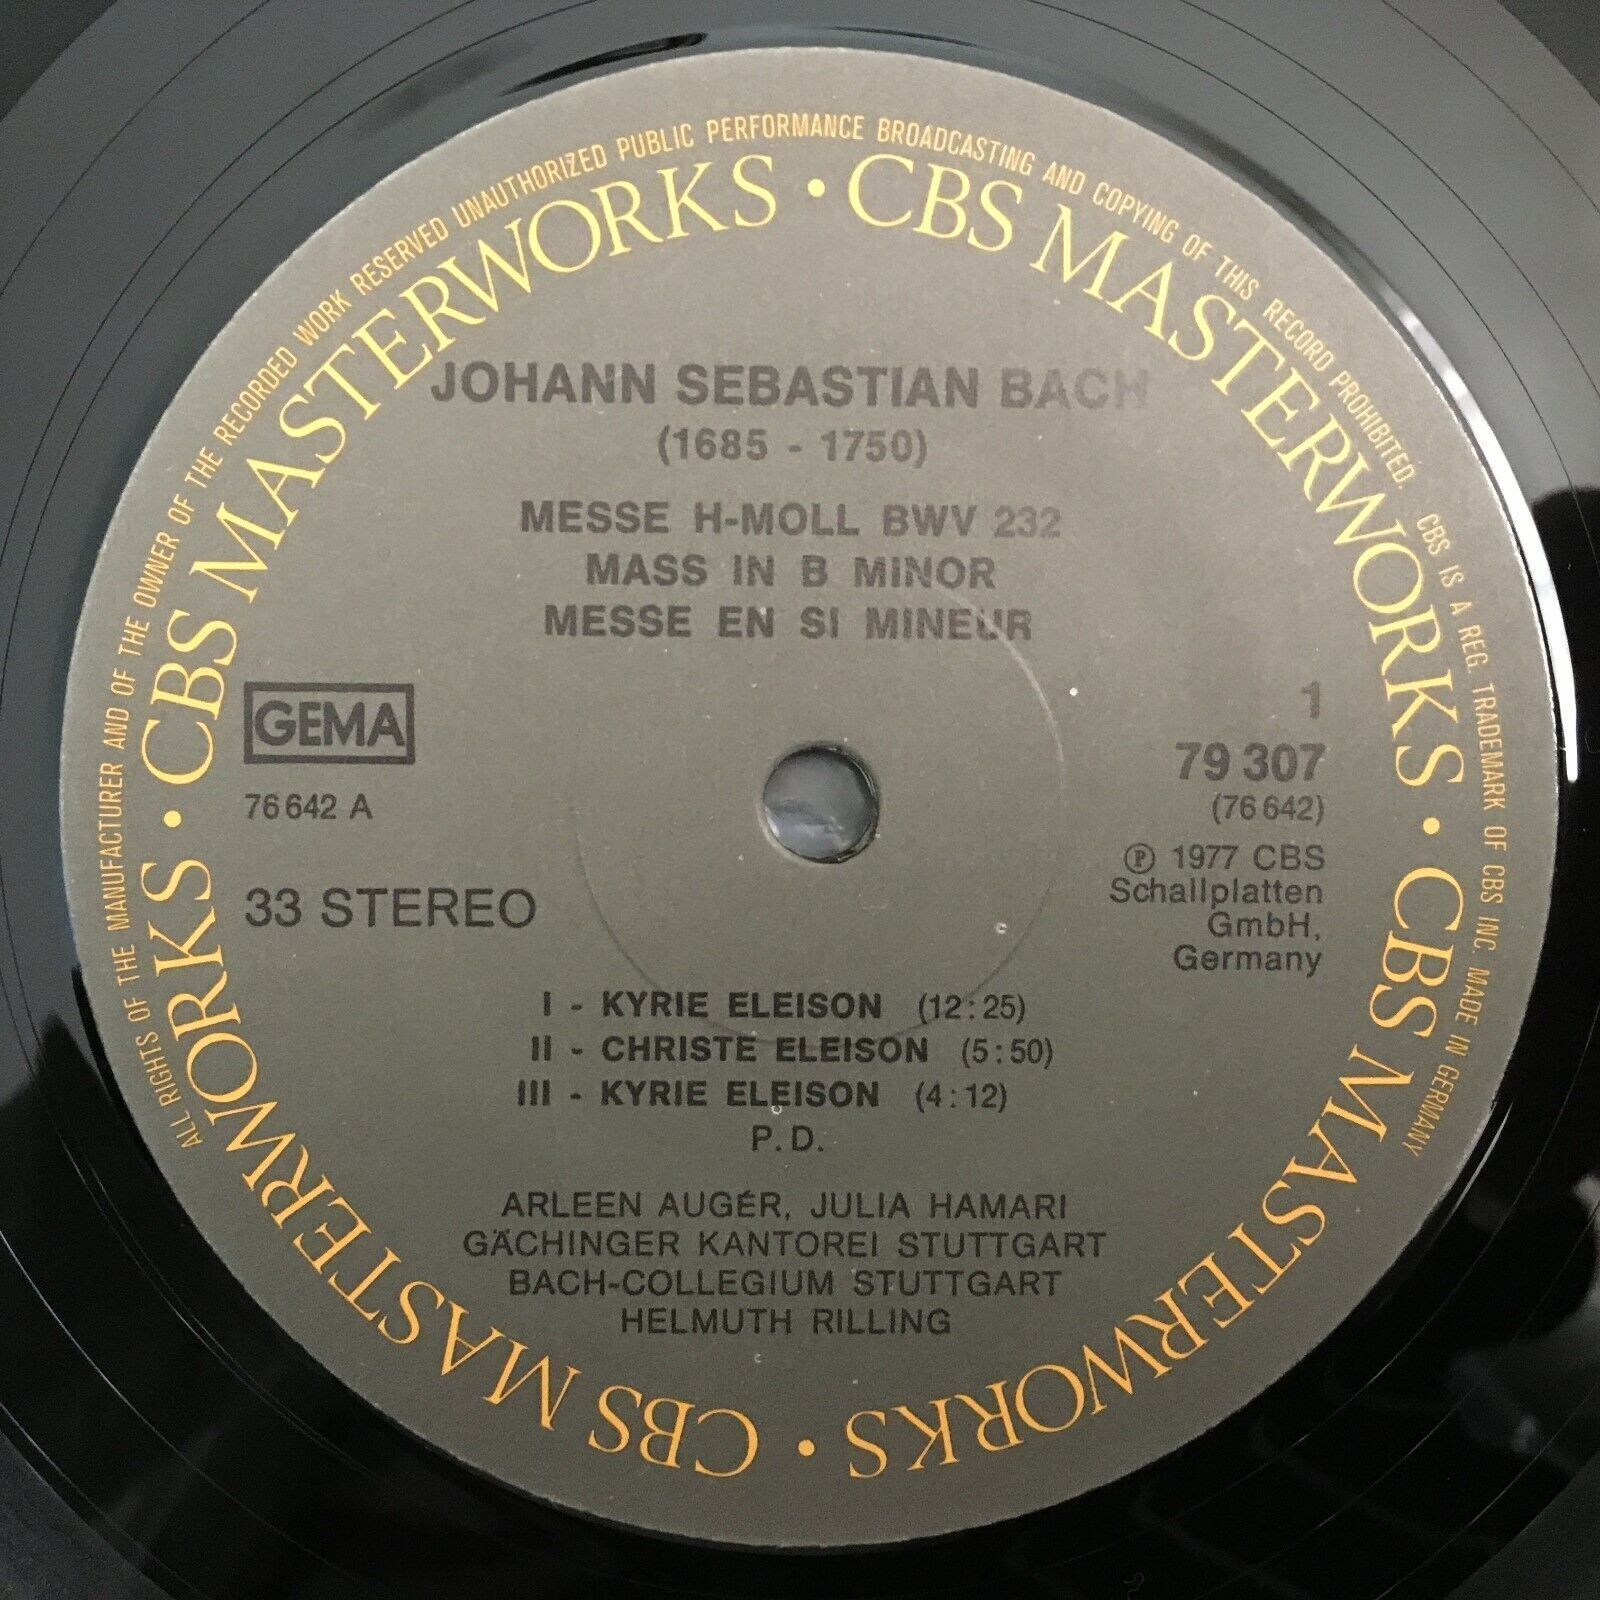 ALL RIGHTS OF THE MANUFACTURER AND OF THE OWNER OF THE RECORDED WORK RESERVED UNAUTHORIZED PUBLIC PERFORMANCE BROADCASTING AND COPYING OF THIS RECORD PROHIBITED. CBS IS A REG. TRADEMARK OF CBS INC. MADE IN GERMANY
CBS MASTERWORKS · CBS MASTERWORKS · CBS MASTERWORKS · CBS MASTERWORKS ·
JOHANN SEBASTIAN BACH
(1685 - 1750)
MESSE H-MOLL BWV 232
MASS IN B MINOR
MESSE EN SI MINEUR
GEMA
76 642 A
33 STEREO
1
79 307
(76 642)
℗ 1977 CBS
Schallplatten
GmbH,
Germany
I - KYRIE ELEISON (12:25)
II - CHRISTE ELEISON (5:50)
III - KYRIE ELEISON (4:12)
P.D.
ARLEEN AUGÉR, JULIA HAMARI
GÄCHINGER KANTOREI STUTTGART
BACH-COLLEGIUM STUTTGART
HELMUTH RILLING